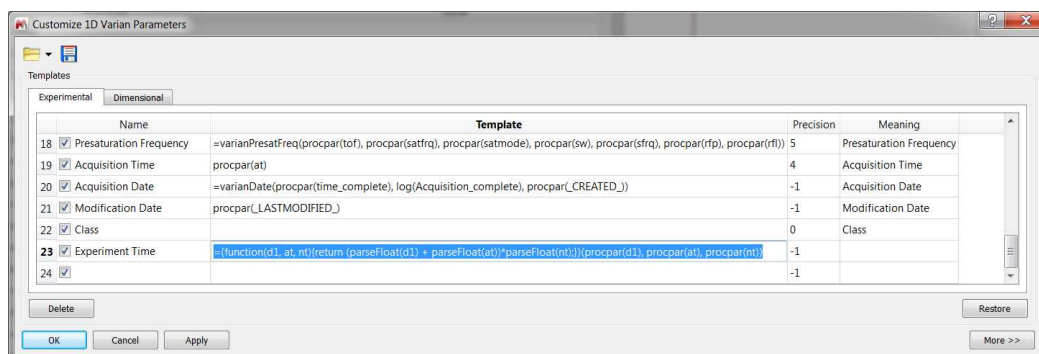 Customize 1D Varian Parameters
Templates
Experimental Dimensional
Name Template Precision Meaning
18 Presaturation Frequency =varianPresatFreq(procpar(tof), procpar(satfrq), procpar(satmode), procpar(sw), procpar(sfrq), procpar(rfp), procpar(rfl)) 5 Presaturation Frequency
19 Acquisition Time procpar(at) 4 Acquisition Time
20 Acquisition Date =varianDate(procpar(time_complete), log(Acquisition_complete), procpar(_CREATED_)) -1 Acquisition Date
21 Modification Date procpar(_LASTMODIFIED_) -1 Modification Date
22 Class 0 Class
23 Experiment Time =(function(d1, at, nt){return (parseFloat(d1) + parseFloat(at))*parseFloat(nt);})(procpar(d1), procpar(at), procpar(nt)) -1
24 -1
Delete Restore
OK Cancel Apply More >>